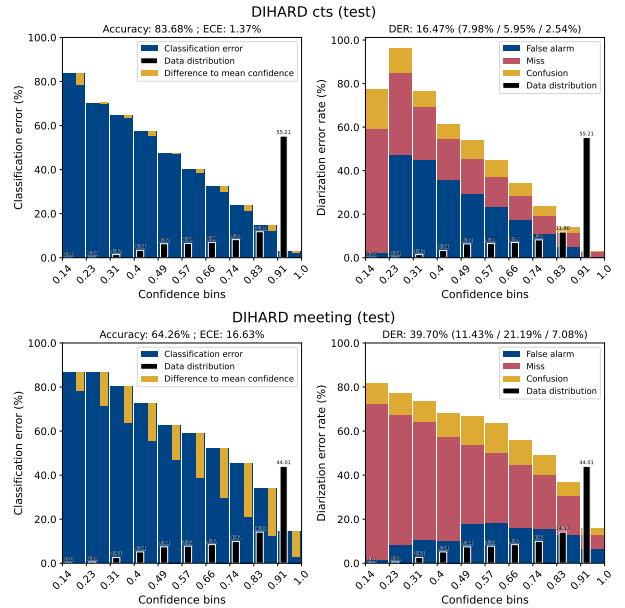 DIHARD cts (test)
Accuracy: 83.68% ; ECE: 1.37%
DER: 16.47% (7.98% / 5.95% / 2.54%)
100.0
80.0
60.0
40.0
20.0
0.0
Classification error (%)
Classification error
Data distribution
Difference to mean confidence
55.21
0.14
0.23
0.31
0.4
0.49
0.57
0.66
0.74
0.83
0.91
1.0
Confidence bins
100.0
80.0
60.0
40.0
20.0
0.0
Diarization error rate (%)
False alarm
Miss
Confusion
Data distribution
11.80
55.21
0.14
0.23
0.31
0.4
0.49
0.57
0.66
0.74
0.83
0.91
1.0
Confidence bins
DIHARD meeting (test)
Accuracy: 64.26% ; ECE: 16.63%
DER: 39.70% (11.43% / 21.19% / 7.08%)
100.0
80.0
60.0
40.0
20.0
0.0
Classification error (%)
Classification error
Data distribution
Difference to mean confidence
44.01
0.14
0.23
0.31
0.4
0.49
0.57
0.66
0.74
0.83
0.91
1.0
Confidence bins
100.0
80.0
60.0
40.0
20.0
0.0
Diarization error rate (%)
False alarm
Miss
Confusion
Data distribution
44.01
0.14
0.23
0.31
0.4
0.49
0.57
0.66
0.74
0.83
0.91
1.0
Confidence bins